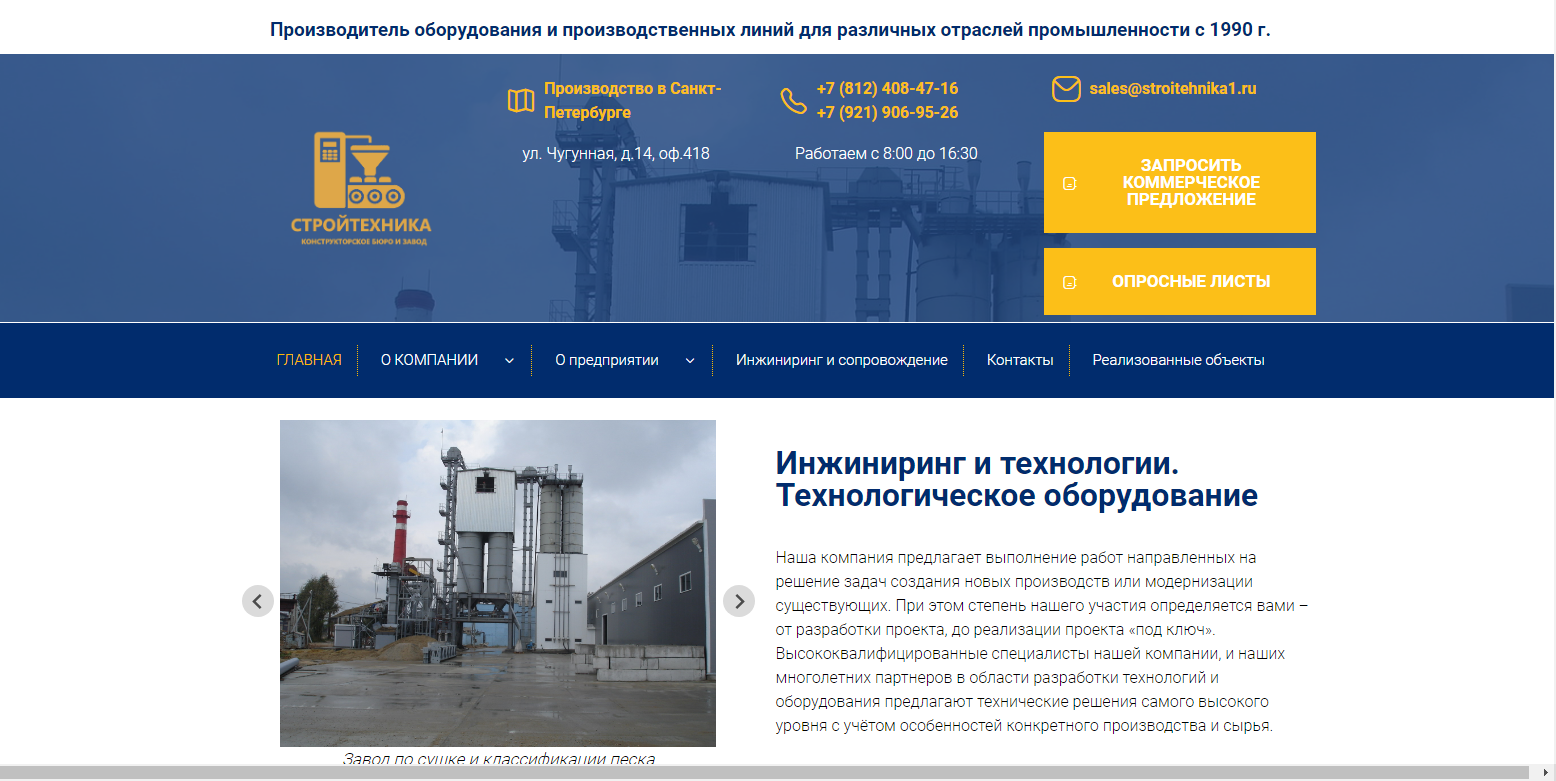 Производитель оборудования и производственных линий для различных отраслей промышленности с 1990 г.
Производство в Санкт-
Петербурге
ул. Чугунная, д.14, оф.418
+7 (812) 408-47-16
+7 (921) 906-95-26
Работаем с 8:00 до 16:30
sales@stroitehnika1.ru
ЗАПРОСИТЬ
КОММЕРЧЕСКОЕ
ПРЕДЛОЖЕНИЕ
ОПРОСНЫЕ ЛИСТЫ
СТРОЙТЕХНИКА
КОНСТРУКТОРСКОЕ БЮРО И ЗАВОД
ГЛАВНАЯ
О КОМПАНИИ
О предприятии
Инжиниринг и сопровождение
Контакты
Реализованные объекты
Завод по сушке и классификации песка
Инжиниринг и технологии.
Технологическое оборудование
Наша компания предлагает выполнение работ направленных на
решение задач создания новых производств или модернизации
существующих. При этом степень нашего участия определяется вами –
от разработки проекта, до реализации проекта «под ключ».
Высококвалифицированные специалисты нашей компании, и наших
многолетних партнеров в области разработки технологий и
оборудования предлагают технические решения самого высокого
уровня с учётом особенностей конкретного производства и сырья.